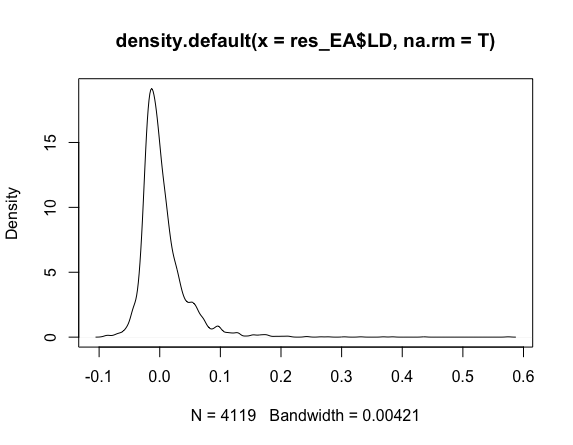 density.default(x = res_EA$LD, na.rm = T)
Density
15
10
5
0
-0.1 0.0 0.1 0.2 0.3 0.4 0.5 0.6
N = 4119 Bandwidth = 0.00421